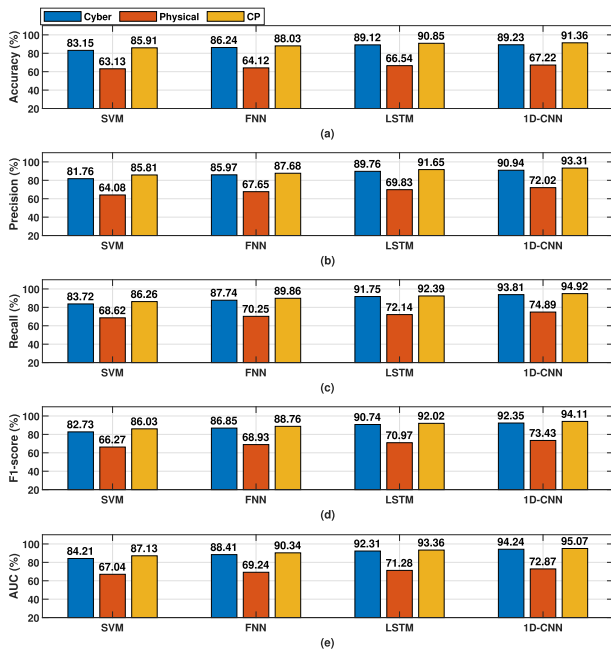 Cyber Physical CP
Accuracy (%)
100
80
60
40
20
83.15 63.13 85.91 86.24 64.12 88.03 89.12 66.54 90.85 89.23 67.22 91.36
SVM FNN LSTM 1D-CNN
(a)
Precision (%)
100
80
60
40
20
81.76 64.08 85.81 85.97 67.65 87.68 89.76 69.83 91.65 90.94 72.02 93.31
SVM FNN LSTM 1D-CNN
(b)
Recall (%)
100
80
60
40
20
83.72 68.62 86.26 87.74 70.25 89.86 91.75 72.14 92.39 93.81 74.89 94.92
SVM FNN LSTM 1D-CNN
(c)
F1-score (%)
100
80
60
40
20
82.73 66.27 86.03 86.85 68.93 88.76 90.74 70.97 92.02 92.35 73.43 94.11
SVM FNN LSTM 1D-CNN
(d)
AUC (%)
100
80
60
40
20
84.21 67.04 87.13 88.41 69.24 90.34 92.31 71.28 93.36 94.24 72.87 95.07
SVM FNN LSTM 1D-CNN
(e)